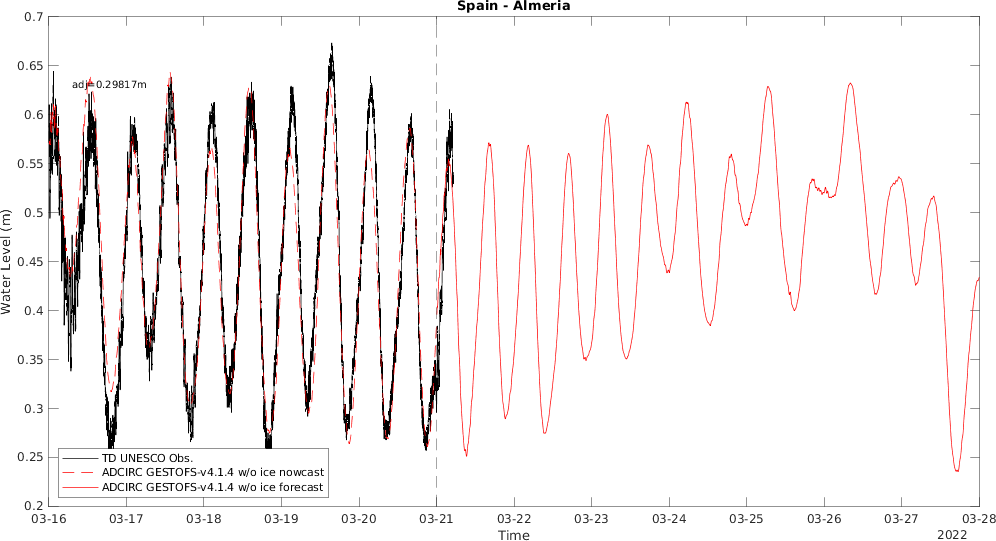 Spain - Almeria
0.7
0.65
0.6
0.55
0.5
0.45
0.4
0.35
0.3
0.25
0.2
Water Level (m)
adj=0.29817m
TD UNESCO Obs.
ADCIRC GESTOFS-v4.1.4 w/o ice nowcast
ADCIRC GESTOFS-v4.1.4 w/o ice forecast
03-16 03-17 03-18 03-19 03-20 03-21 03-22 03-23 03-24 03-25 03-26 03-27 03-28
Time
2022